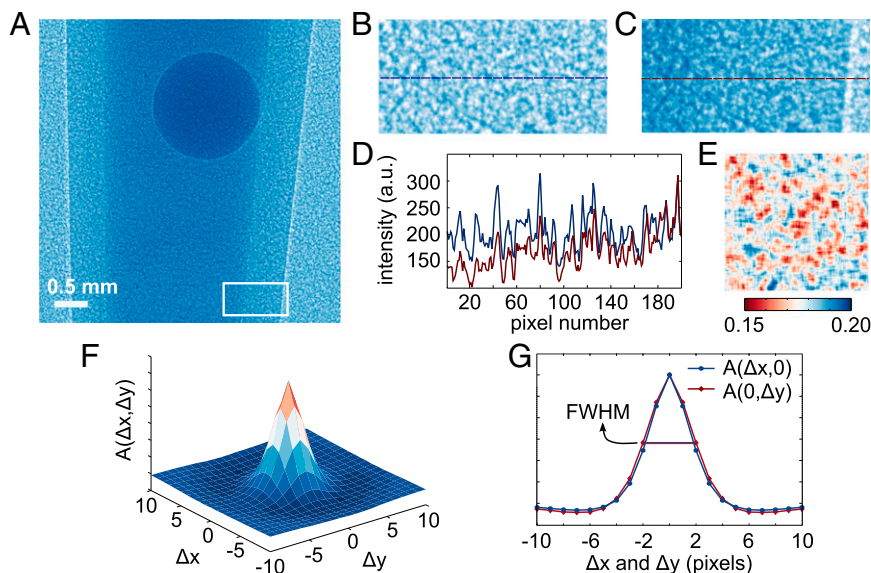 A
B
C
0.5 mm
D
intensity (a.u.)
300
250
200
150
20 60 100 140 180
pixel number
E
0.15 0.20
F
A(Δx,Δy)
10
5
0
-5
-10
Δx
-5
0
5
10
Δy
G
A(Δx,0)
A(0,Δy)
FWHM
-10 -6 -2 2 6 10
Δx and Δy (pixels)